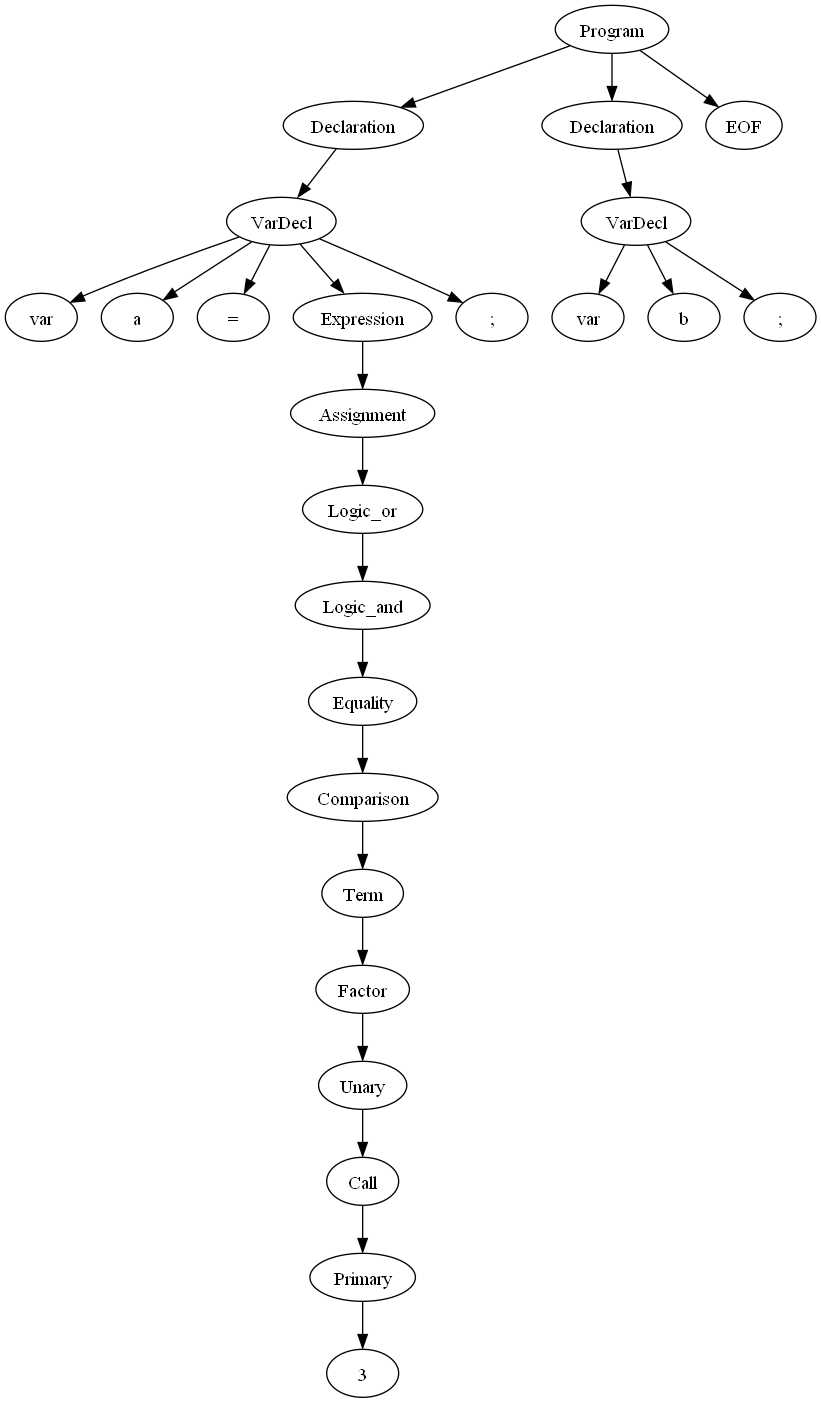 Program
Declaration Declaration EOF
VarDecl VarDecl
var a = Expression ; var b ;
Assignment
Logic_or
Logic_and
Equality
Comparison
Term
Factor
Unary
Call
Primary
3